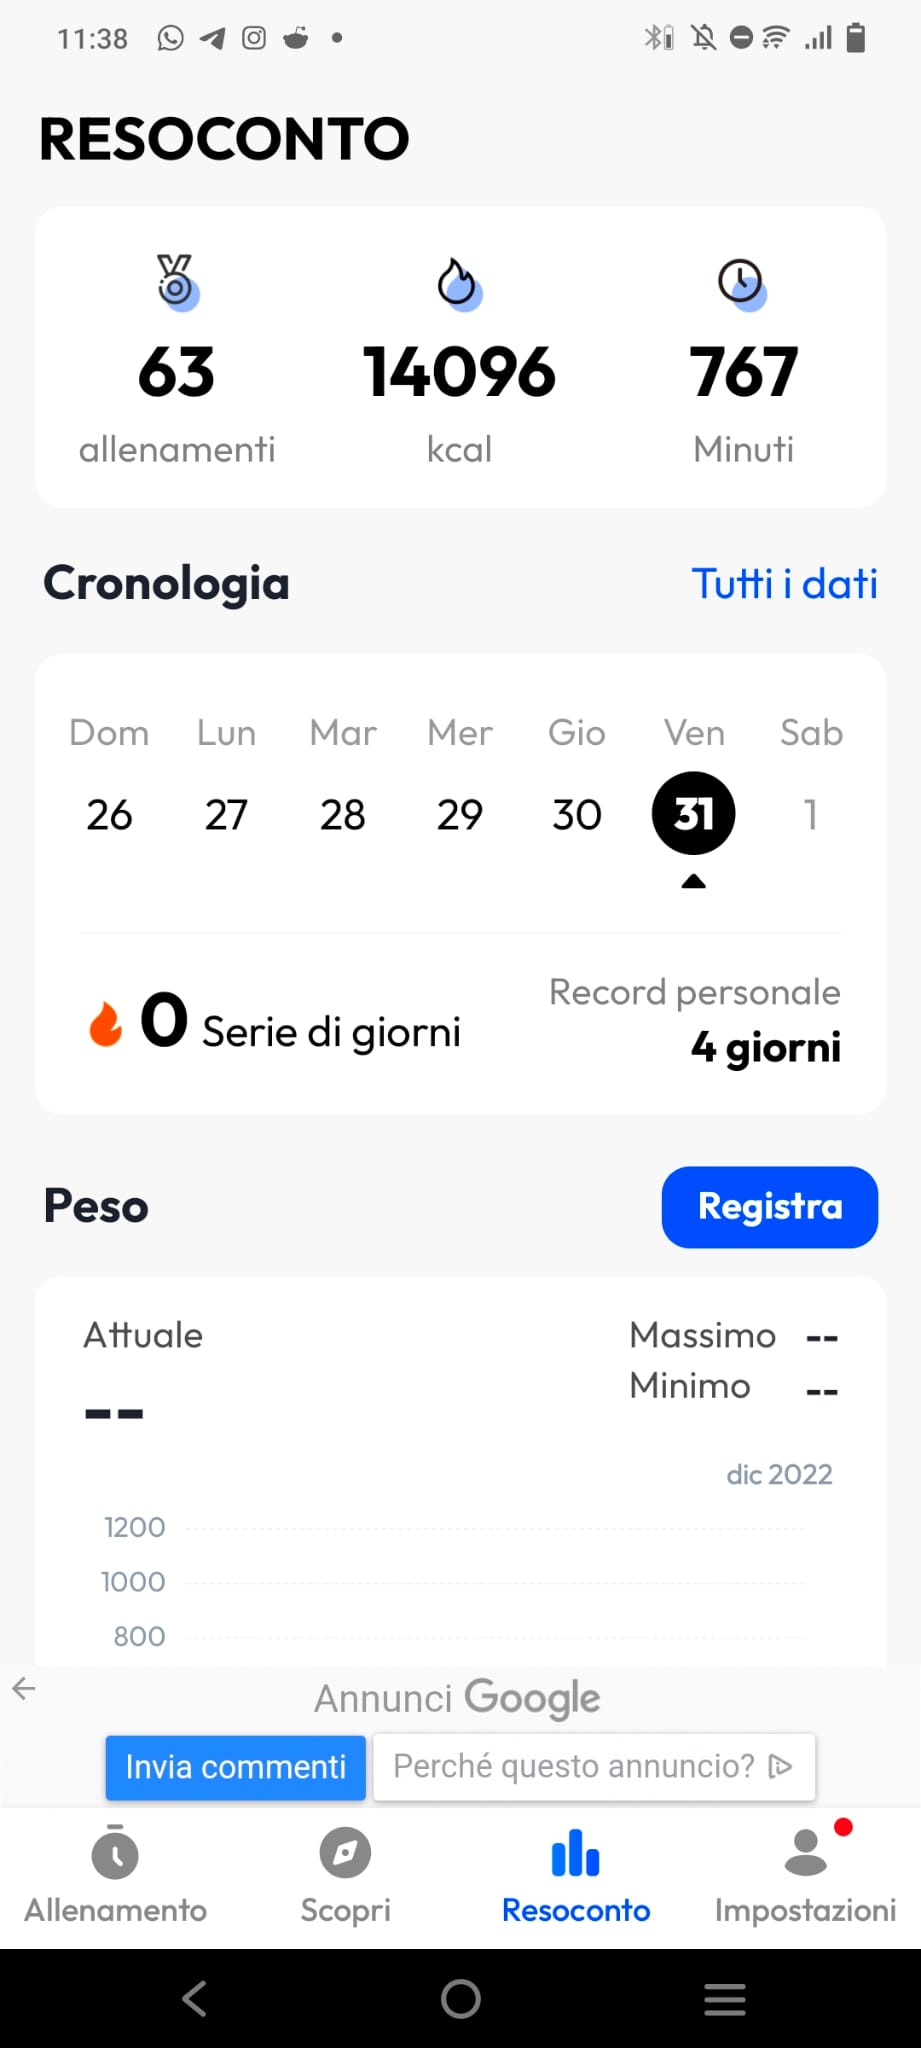 11:38
RESOCONTO
63 14096 767
allenamenti kcal Minuti
Cronologia Tutti i dati
Dom Lun Mar Mer Gio Ven Sab
26 27 28 29 30 31 1
0 Serie di giorni
Record personale
4 giorni
Peso Registra
Attuale Massimo --
Minimo --
--
dic 2022
1200
1000
800
Annunci Google
Invia commenti Perché questo annuncio?
Allenamento Scopri Resoconto Impostazioni